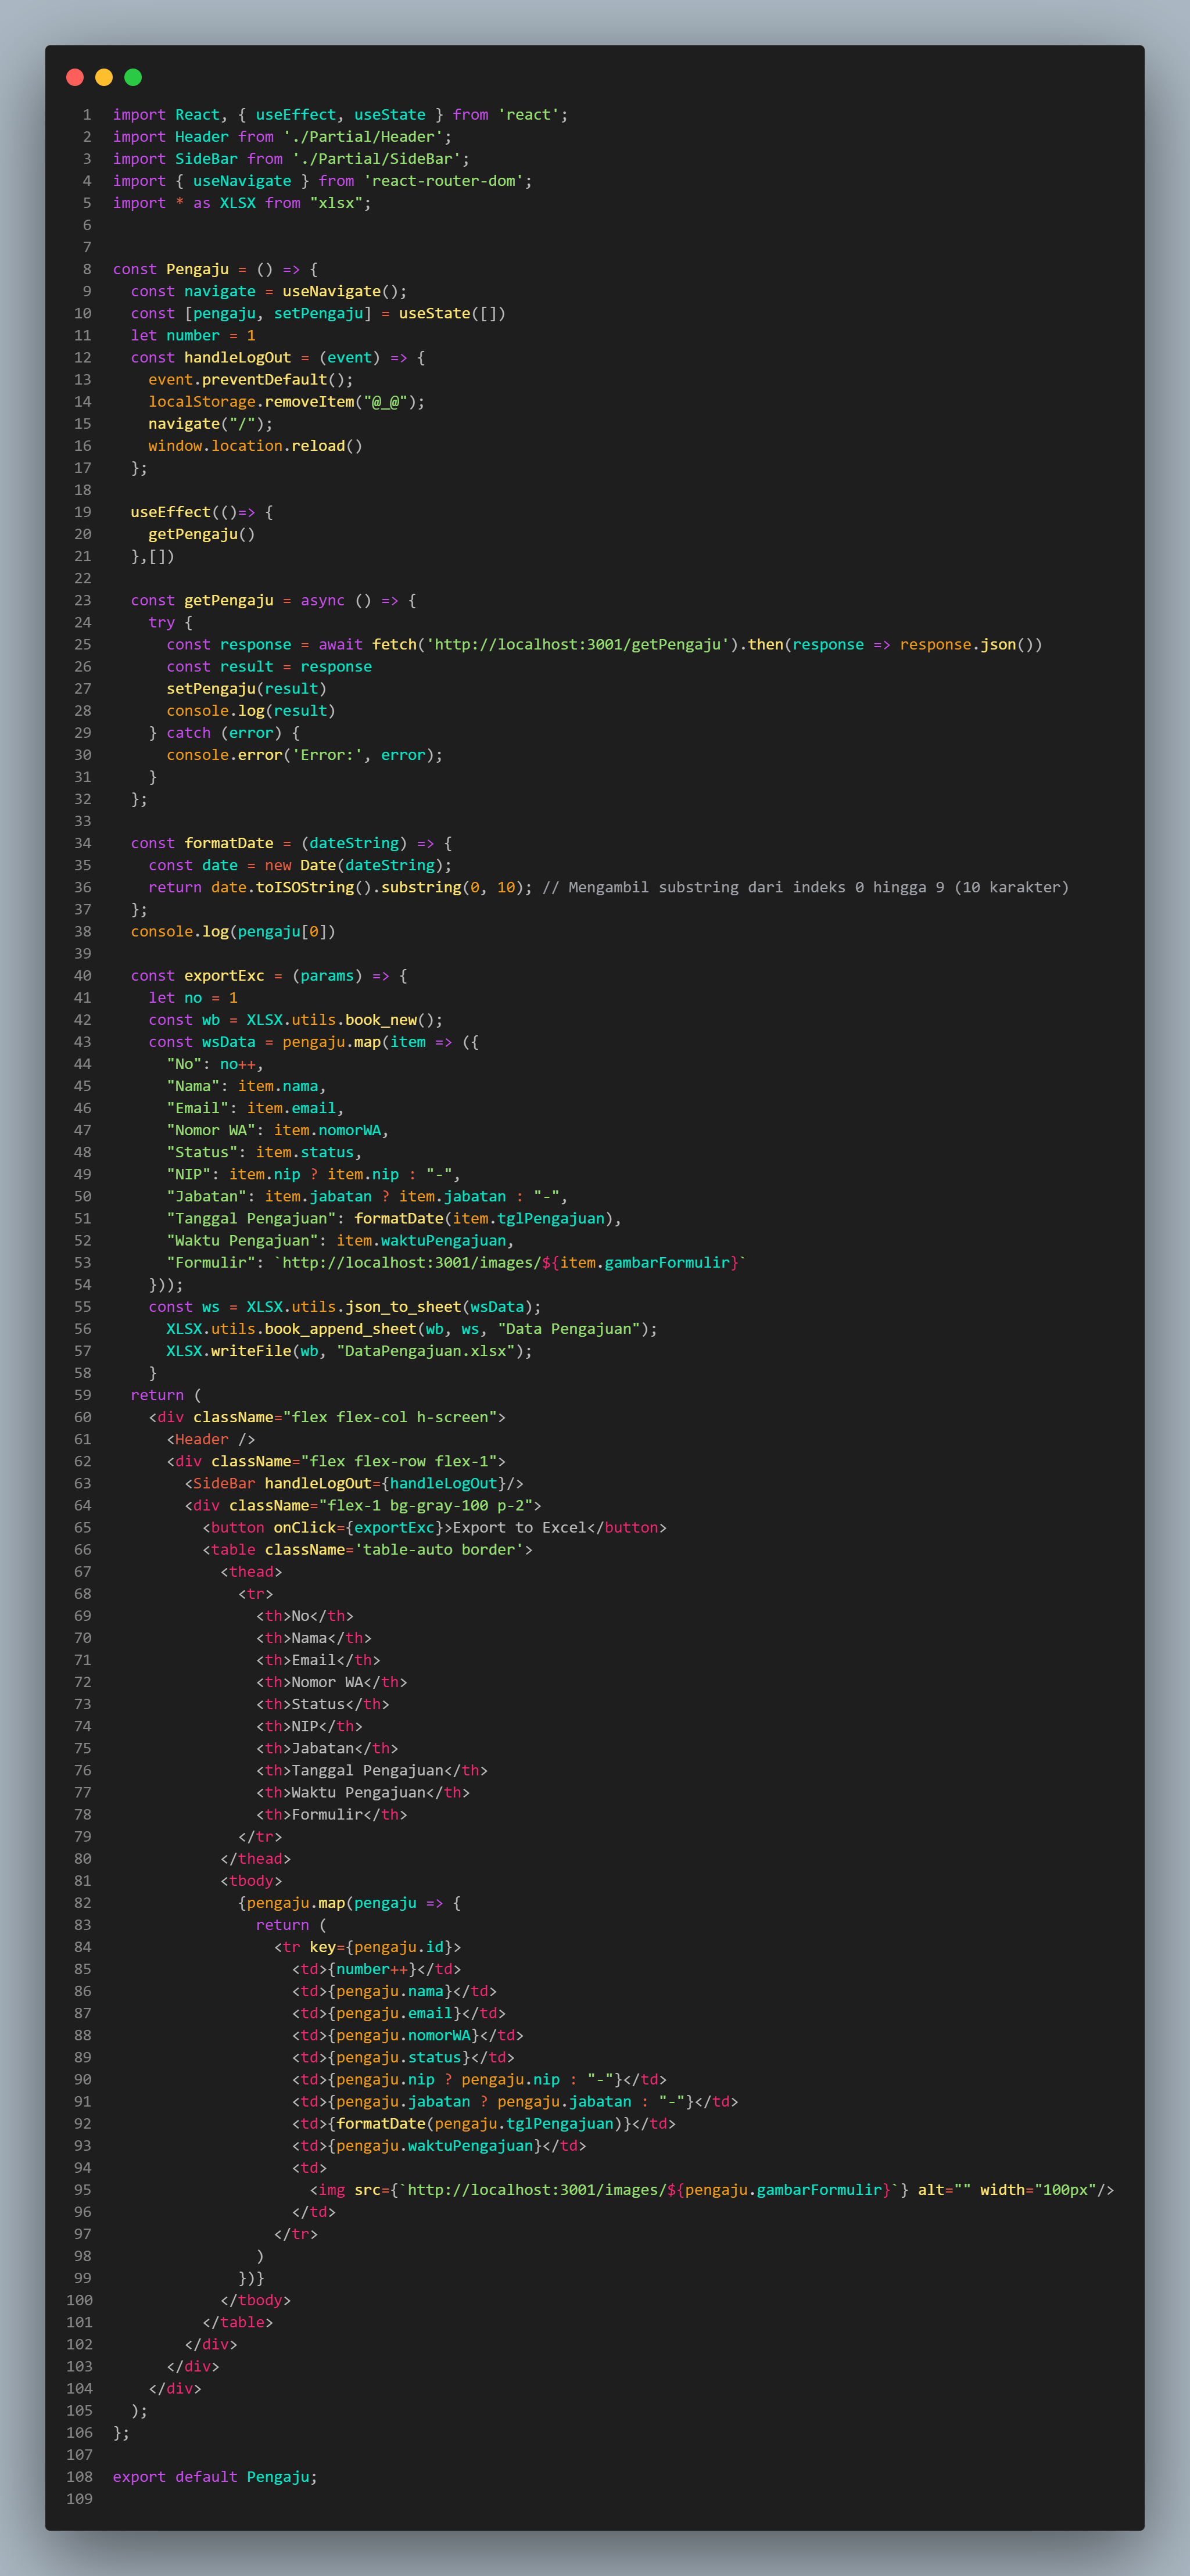 1 import React, { useEffect, useState } from 'react';
2 import Header from './Partial/Header';
3 import SideBar from './Partial/SideBar';
4 import { useNavigate } from 'react-router-dom';
5 import * as XLSX from "xlsx";
6
7
8 const Pengaju = () => {
9   const navigate = useNavigate();
10   const [pengaju, setPengaju] = useState([])
11   let number = 1
12   const handleLogOut = (event) => {
13     event.preventDefault();
14     localStorage.removeItem("@_@");
15     navigate("/");
16     window.location.reload()
17   };
18
19   useEffect(()=> {
20     getPengaju()
21   },[])
22
23   const getPengaju = async () => {
24     try {
25       const response = await fetch('http://localhost:3001/getPengaju').then(response => response.json())
26       const result = response
27       setPengaju(result)
28       console.log(result)
29     } catch (error) {
30       console.error('Error:', error);
31     }
32   };
33
34   const formatDate = (dateString) => {
35     const date = new Date(dateString);
36     return date.toISOString().substring(0, 10); // Mengambil substring dari indeks 0 hingga 9 (10 karakter)
37   };
38   console.log(pengaju[0])
39
40   const exportExc = (params) => {
41     let no = 1
42     const wb = XLSX.utils.book_new();
43     const wsData = pengaju.map(item => ({
44       "No": no++,
45       "Nama": item.nama,
46       "Email": item.email,
47       "Nomor WA": item.nomorWA,
48       "Status": item.status,
49       "NIP": item.nip ? item.nip : "-",
50       "Jabatan": item.jabatan ? item.jabatan : "-",
51       "Tanggal Pengajuan": formatDate(item.tglPengajuan),
52       "Waktu Pengajuan": item.waktuPengajuan,
53       "Formulir": `http://localhost:3001/images/${item.gambarFormulir}`
54     }));
55     const ws = XLSX.utils.json_to_sheet(wsData);
56       XLSX.utils.book_append_sheet(wb, ws, "Data Pengajuan");
57       XLSX.writeFile(wb, "DataPengajuan.xlsx");
58     }
59   return (
60     <div className="flex flex-col h-screen">
61       <Header />
62       <div className="flex flex-row flex-1">
63         <SideBar handleLogOut={handleLogOut}/>
64         <div className="flex-1 bg-gray-100 p-2">
65           <button onClick={exportExc}>Export to Excel</button>
66           <table className='table-auto border'>
67             <thead>
68               <tr>
69                 <th>No</th>
70                 <th>Nama</th>
71                 <th>Email</th>
72                 <th>Nomor WA</th>
73                 <th>Status</th>
74                 <th>NIP</th>
75                 <th>Jabatan</th>
76                 <th>Tanggal Pengajuan</th>
77                 <th>Waktu Pengajuan</th>
78                 <th>Formulir</th>
79               </tr>
80             </thead>
81             <tbody>
82               {pengaju.map(pengaju => {
83                 return (
84                   <tr key={pengaju.id}>
85                     <td>{number++}</td>
86                     <td>{pengaju.nama}</td>
87                     <td>{pengaju.email}</td>
88                     <td>{pengaju.nomorWA}</td>
89                     <td>{pengaju.status}</td>
90                     <td>{pengaju.nip ? pengaju.nip : "-"}</td>
91                     <td>{pengaju.jabatan ? pengaju.jabatan : "-"}</td>
92                     <td>{formatDate(pengaju.tglPengajuan)}</td>
93                     <td>{pengaju.waktuPengajuan}</td>
94                     <td>
95                       <img src={`http://localhost:3001/images/${pengaju.gambarFormulir}`} alt="" width="100px"/>
96                     </td>
97                   </tr>
98                 )
99               })}
100             </tbody>
101           </table>
102         </div>
103       </div>
104     </div>
105   );
106 };
107
108 export default Pengaju;
109